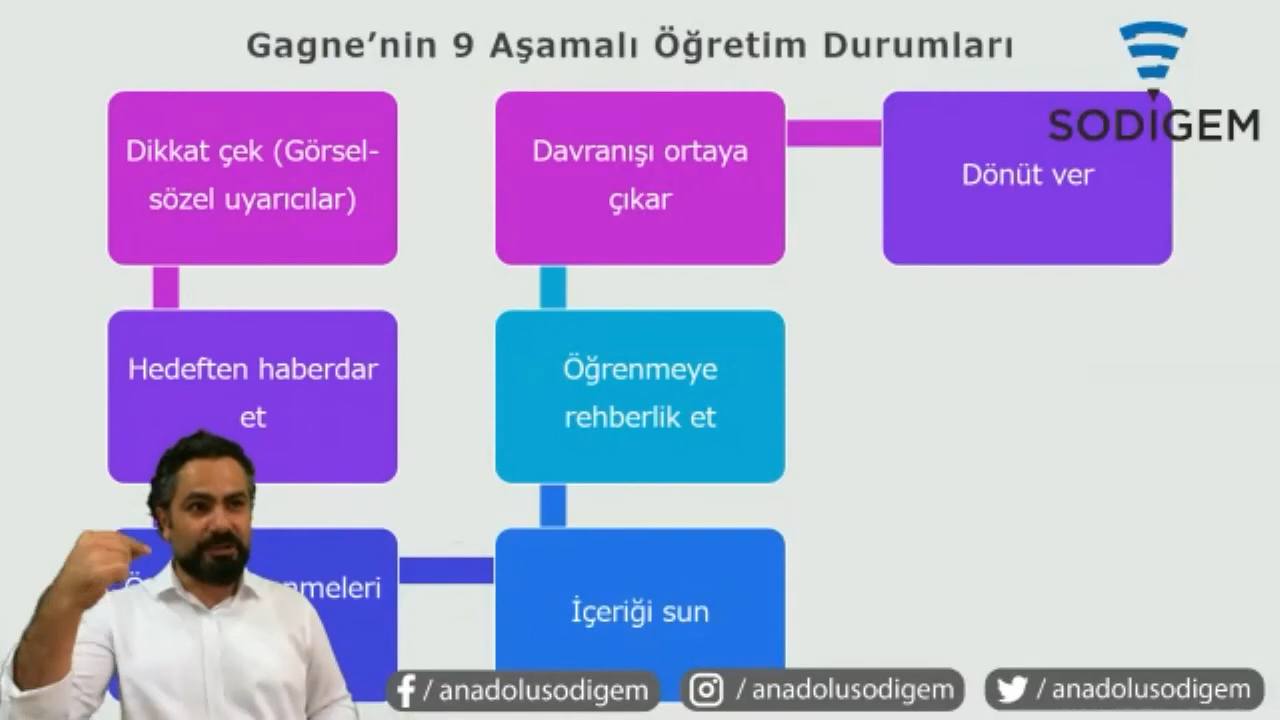 Gagne’nin 9 Aşamalı Öğretim Durumları
SODİGEM
Dikkat çek (Görsel-
sözel uyarıcılar)
Hedeften haberdar
et
İçeriği sun
Öğrenmeye
rehberlik et
Davranışı ortaya
çıkar
Dönüt ver
/ anadolusodigem
/ anadolusodigem
/ anadolusodigem